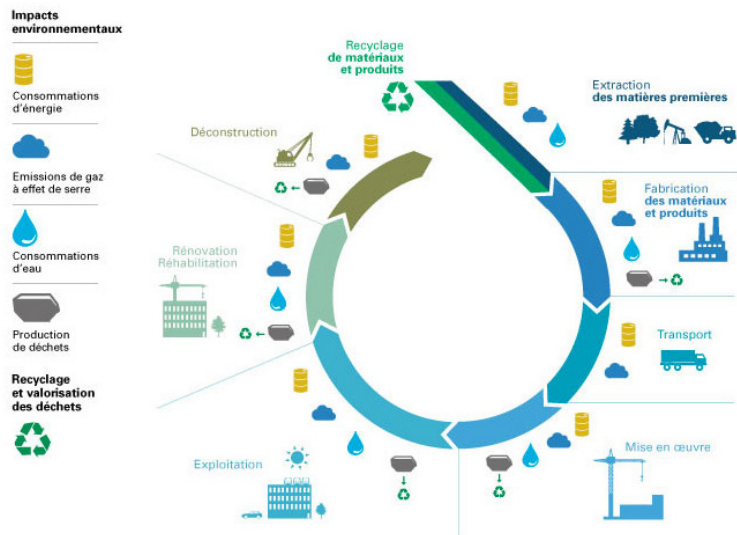 Impacts
environnementaux
Consommations
d'énergie
Emissions de gaz
à effet de serre
Consommations
d'eau
Production
de déchets
Recyclage
et valorisation
des déchets
Recyclage
de matériaux
et produits
Extraction
des matières premières
Fabrication
des matériaux
et produits
Transport
Mise en œuvre
Exploitation
Rénovation
Réhabilitation
Déconstruction